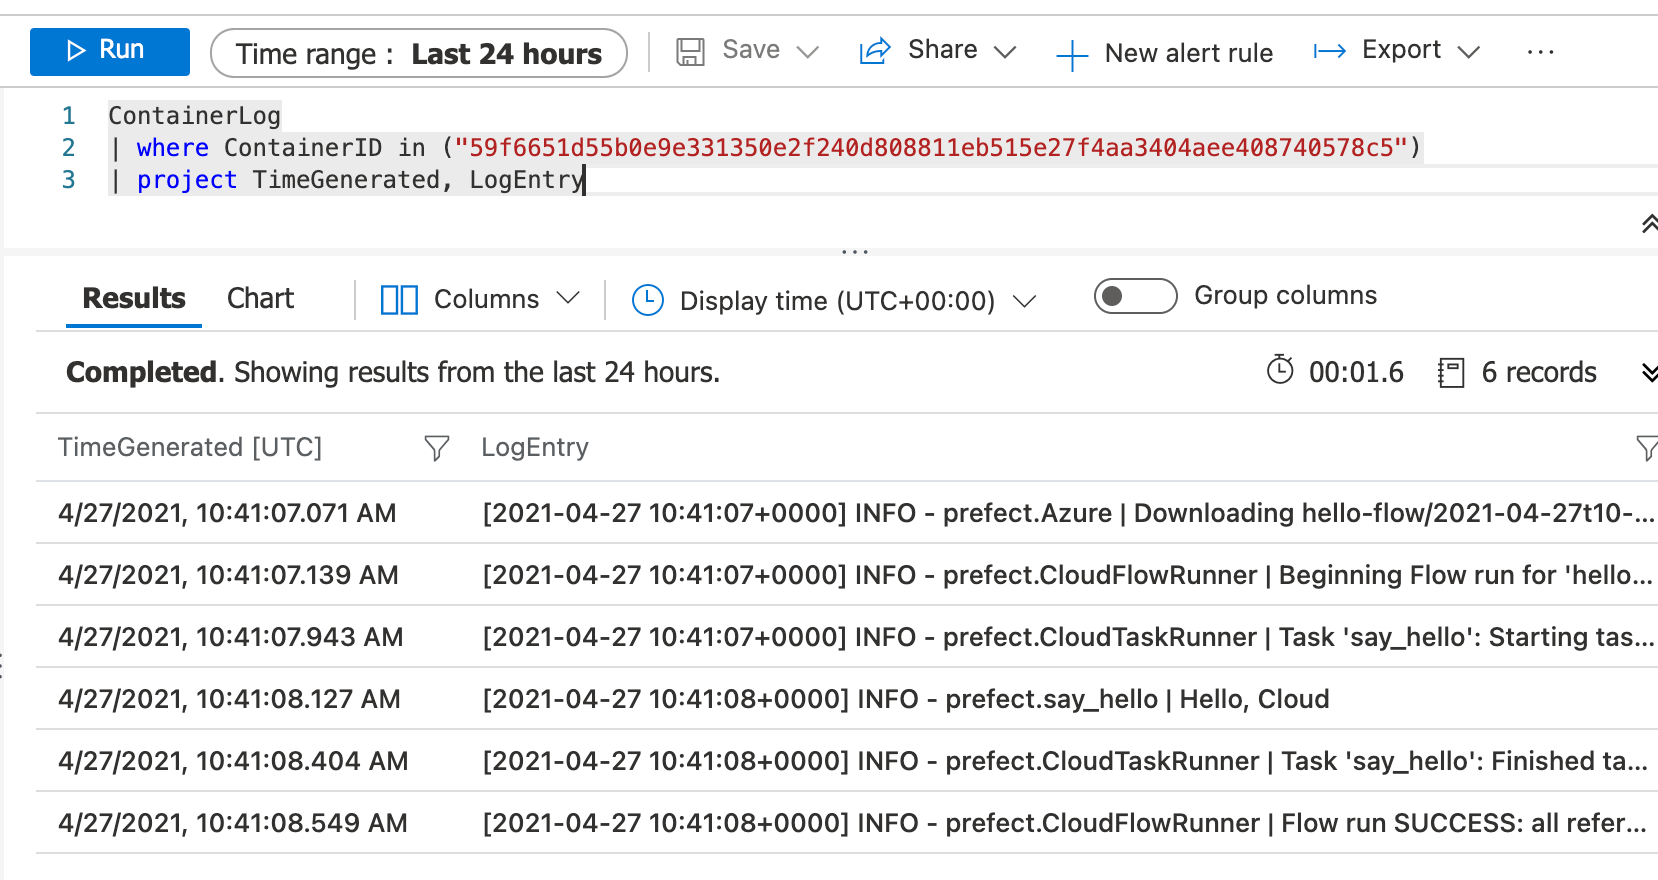 Run Time range : Last 24 hours Save Share New alert rule Export ...
1 ContainerLog
2 | where ContainerID in ("59f6651d55b0e9e331350e2f240d808811eb515e27f4aa3404aee408740578c5")
3 | project TimeGenerated, LogEntry
...
Results Chart Columns Display time (UTC+00:00) Group columns
Completed. Showing results from the last 24 hours. 00:01.6 6 records
TimeGenerated [UTC] LogEntry
4/27/2021, 10:41:07.071 AM [2021-04-27 10:41:07+0000] INFO - prefect.Azure | Downloading hello-flow/2021-04-27t10-...
4/27/2021, 10:41:07.139 AM [2021-04-27 10:41:07+0000] INFO - prefect.CloudFlowRunner | Beginning Flow run for 'hello...
4/27/2021, 10:41:07.943 AM [2021-04-27 10:41:07+0000] INFO - prefect.CloudTaskRunner | Task 'say_hello': Starting tas...
4/27/2021, 10:41:08.127 AM [2021-04-27 10:41:08+0000] INFO - prefect.say_hello | Hello, Cloud
4/27/2021, 10:41:08.404 AM [2021-04-27 10:41:08+0000] INFO - prefect.CloudTaskRunner | Task 'say_hello': Finished ta...
4/27/2021, 10:41:08.549 AM [2021-04-27 10:41:08+0000] INFO - prefect.CloudFlowRunner | Flow run SUCCESS: all refer...